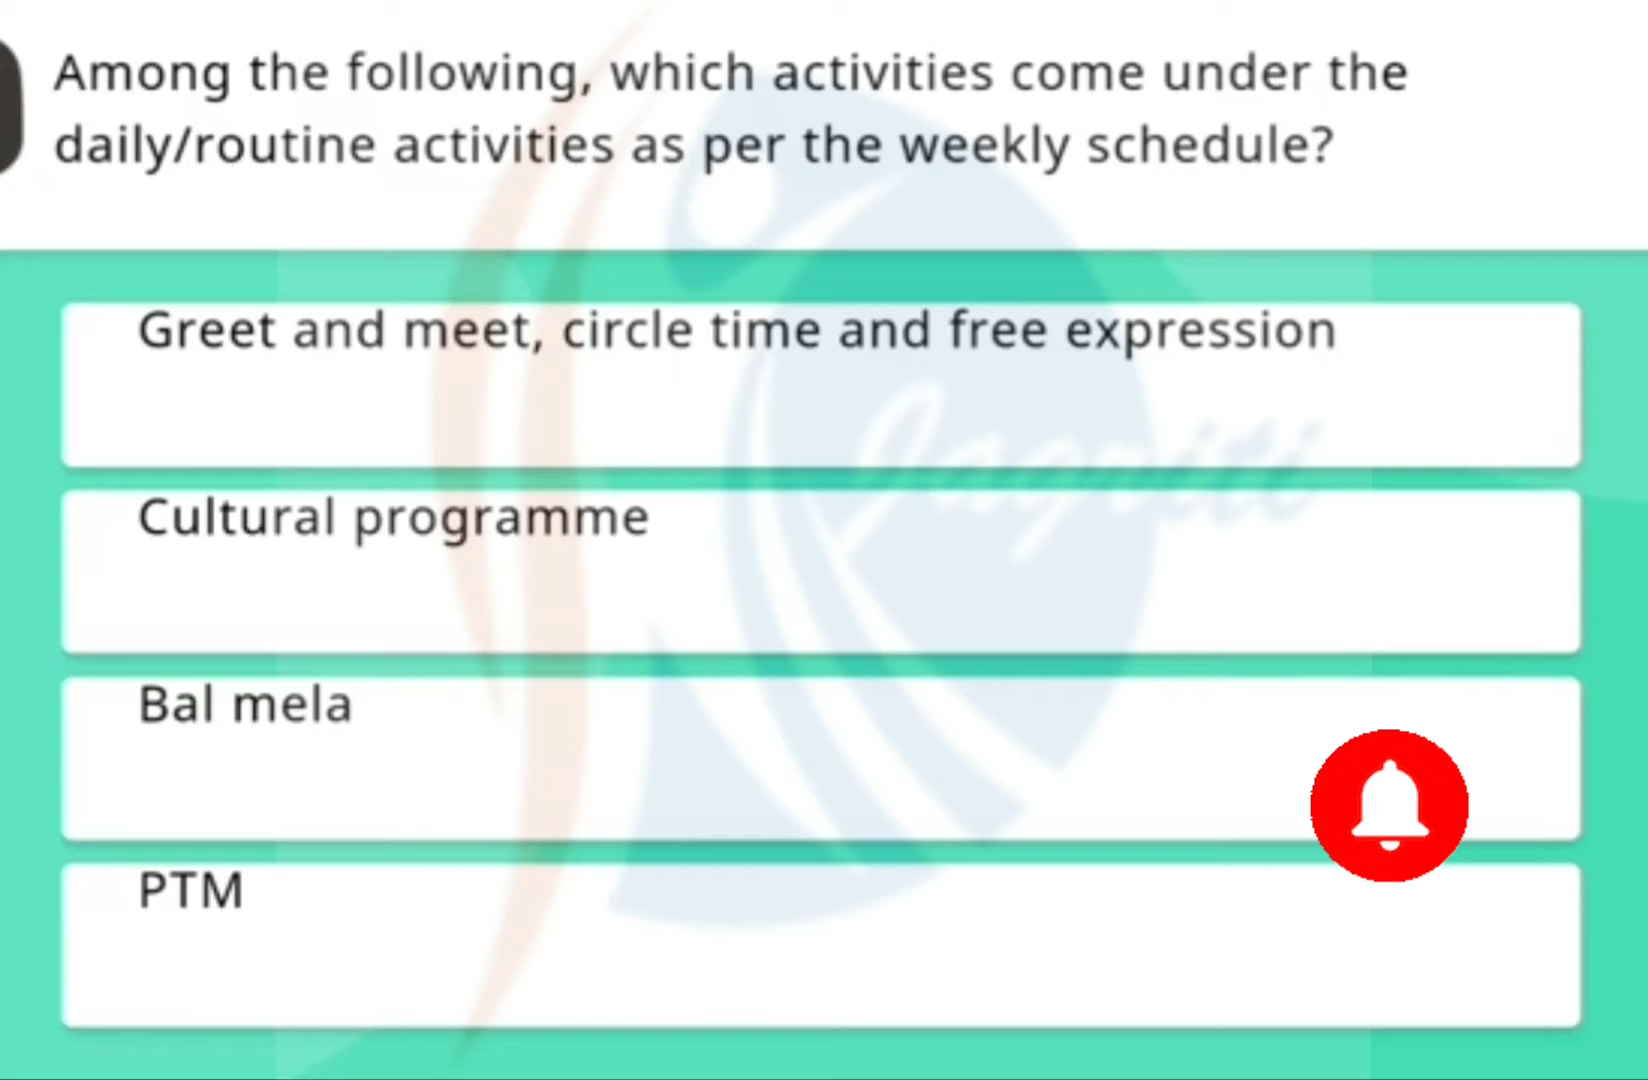 Among the following, which activities come under the
daily/routine activities as per the weekly schedule?
Greet and meet, circle time and free expression
Jagriti
Cultural programme
Bal mela
PTM